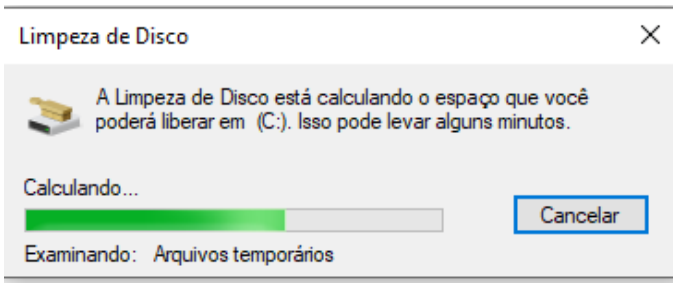 Limpeza de Disco
A Limpeza de Disco está calculando o espaço que você
poderá liberar em (C:). Isso pode levar alguns minutos.
Calculando...
Cancelar
Examinando: Arquivos temporários